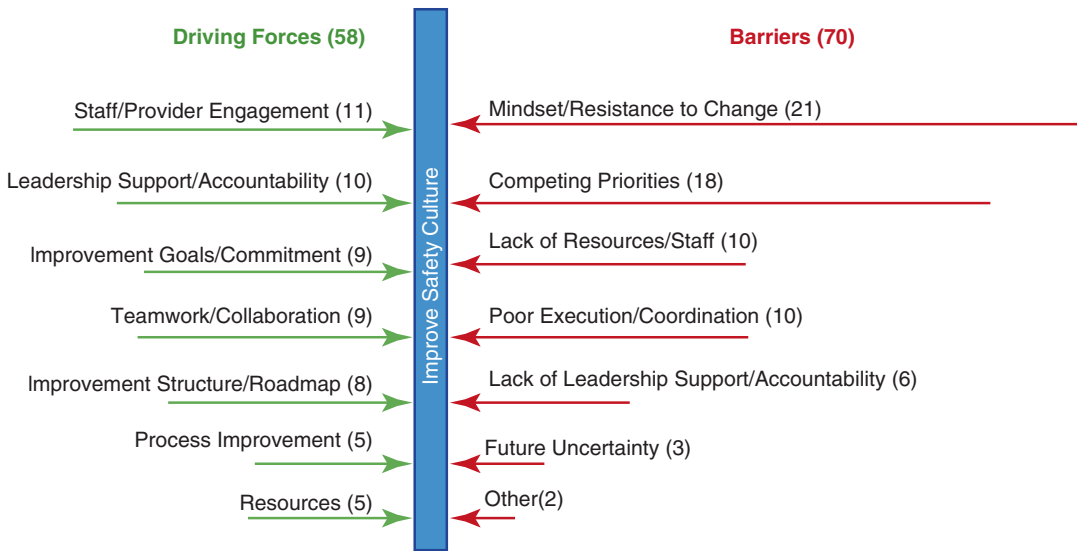 Driving Forces (58)
Barriers (70)
Staff/Provider Engagement (11)
Mindset/Resistance to Change (21)
Leadership Support/Accountability (10)
Competing Priorities (18)
Improvement Goals/Commitment (9)
Lack of Resources/Staff (10)
Teamwork/Collaboration (9)
Poor Execution/Coordination (10)
Improvement Structure/Roadmap (8)
Lack of Leadership Support/Accountability (6)
Process Improvement (5)
Future Uncertainty (3)
Resources (5)
Other(2)
Improve Safety Culture